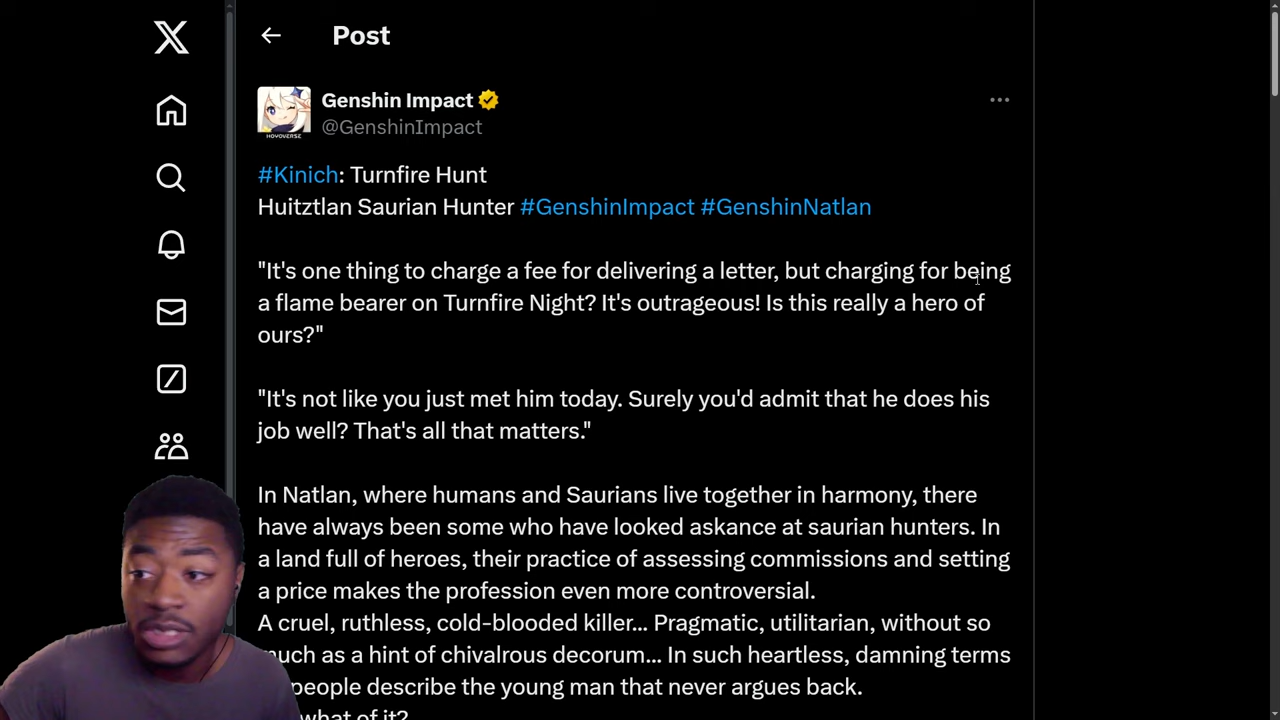 Post
Genshin Impact
HOYOVERSE
@GenshinImpact
#Kinich: Turnfire Hunt
Huitztlan Saurian Hunter #GenshinImpact #GenshinNatlan
"It's one thing to charge a fee for delivering a letter, but charging for being
a flame bearer on Turnfire Night? It's outrageous! Is this really a hero of
ours?"
"It's not like you just met him today. Surely you'd admit that he does his
job well? That's all that matters."
In Natlan, where humans and Saurians live together in harmony, there
have always been some who have looked askance at saurian hunters. In
a land full of heroes, their practice of assessing commissions and setting
a price makes the profession even more controversial.
A cruel, ruthless, cold-blooded killer... Pragmatic, utilitarian, without so
much as a hint of chivalrous decorum... In such heartless, damning terms
people describe the young man that never argues back.
what of it?